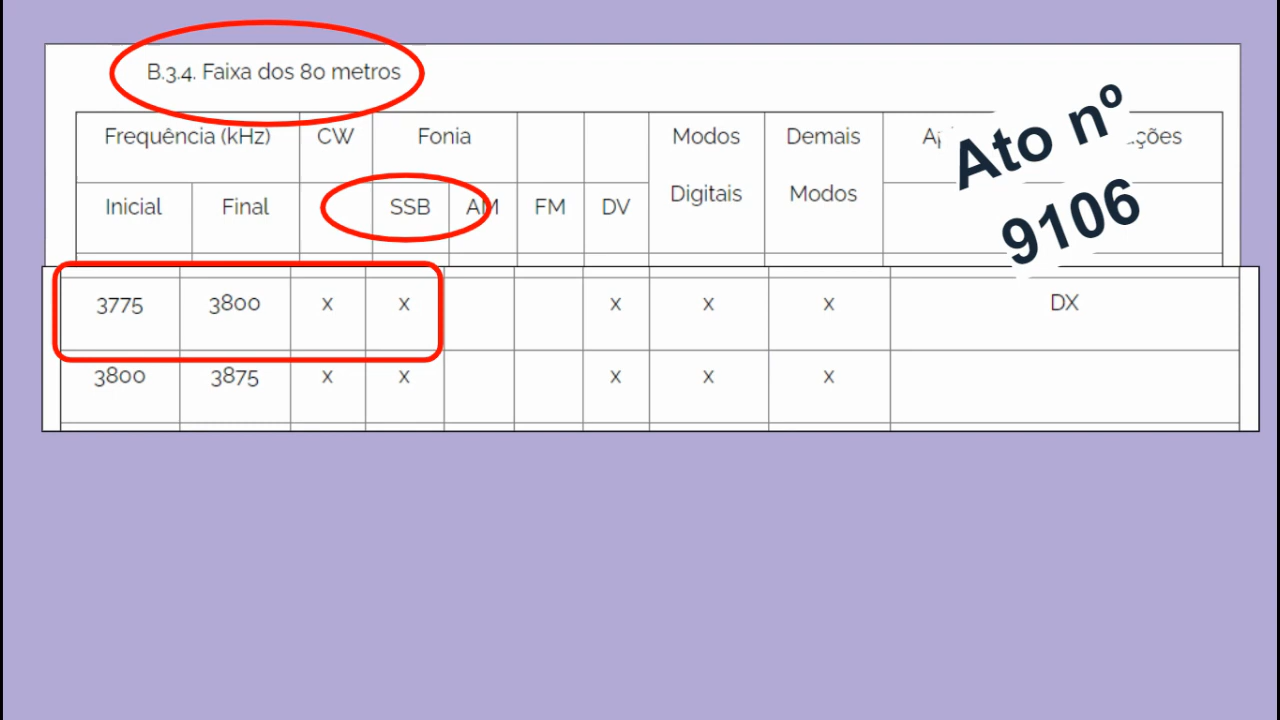 B.3.4. Faixa dos 80 metros
Frequência (kHz) CW Fonia Modos Digitais Demais Modos
Inicial Final SSB AM FM DV
Ato nº
9106
3775 3800 x x x x x DX
3800 3875 x x x x x